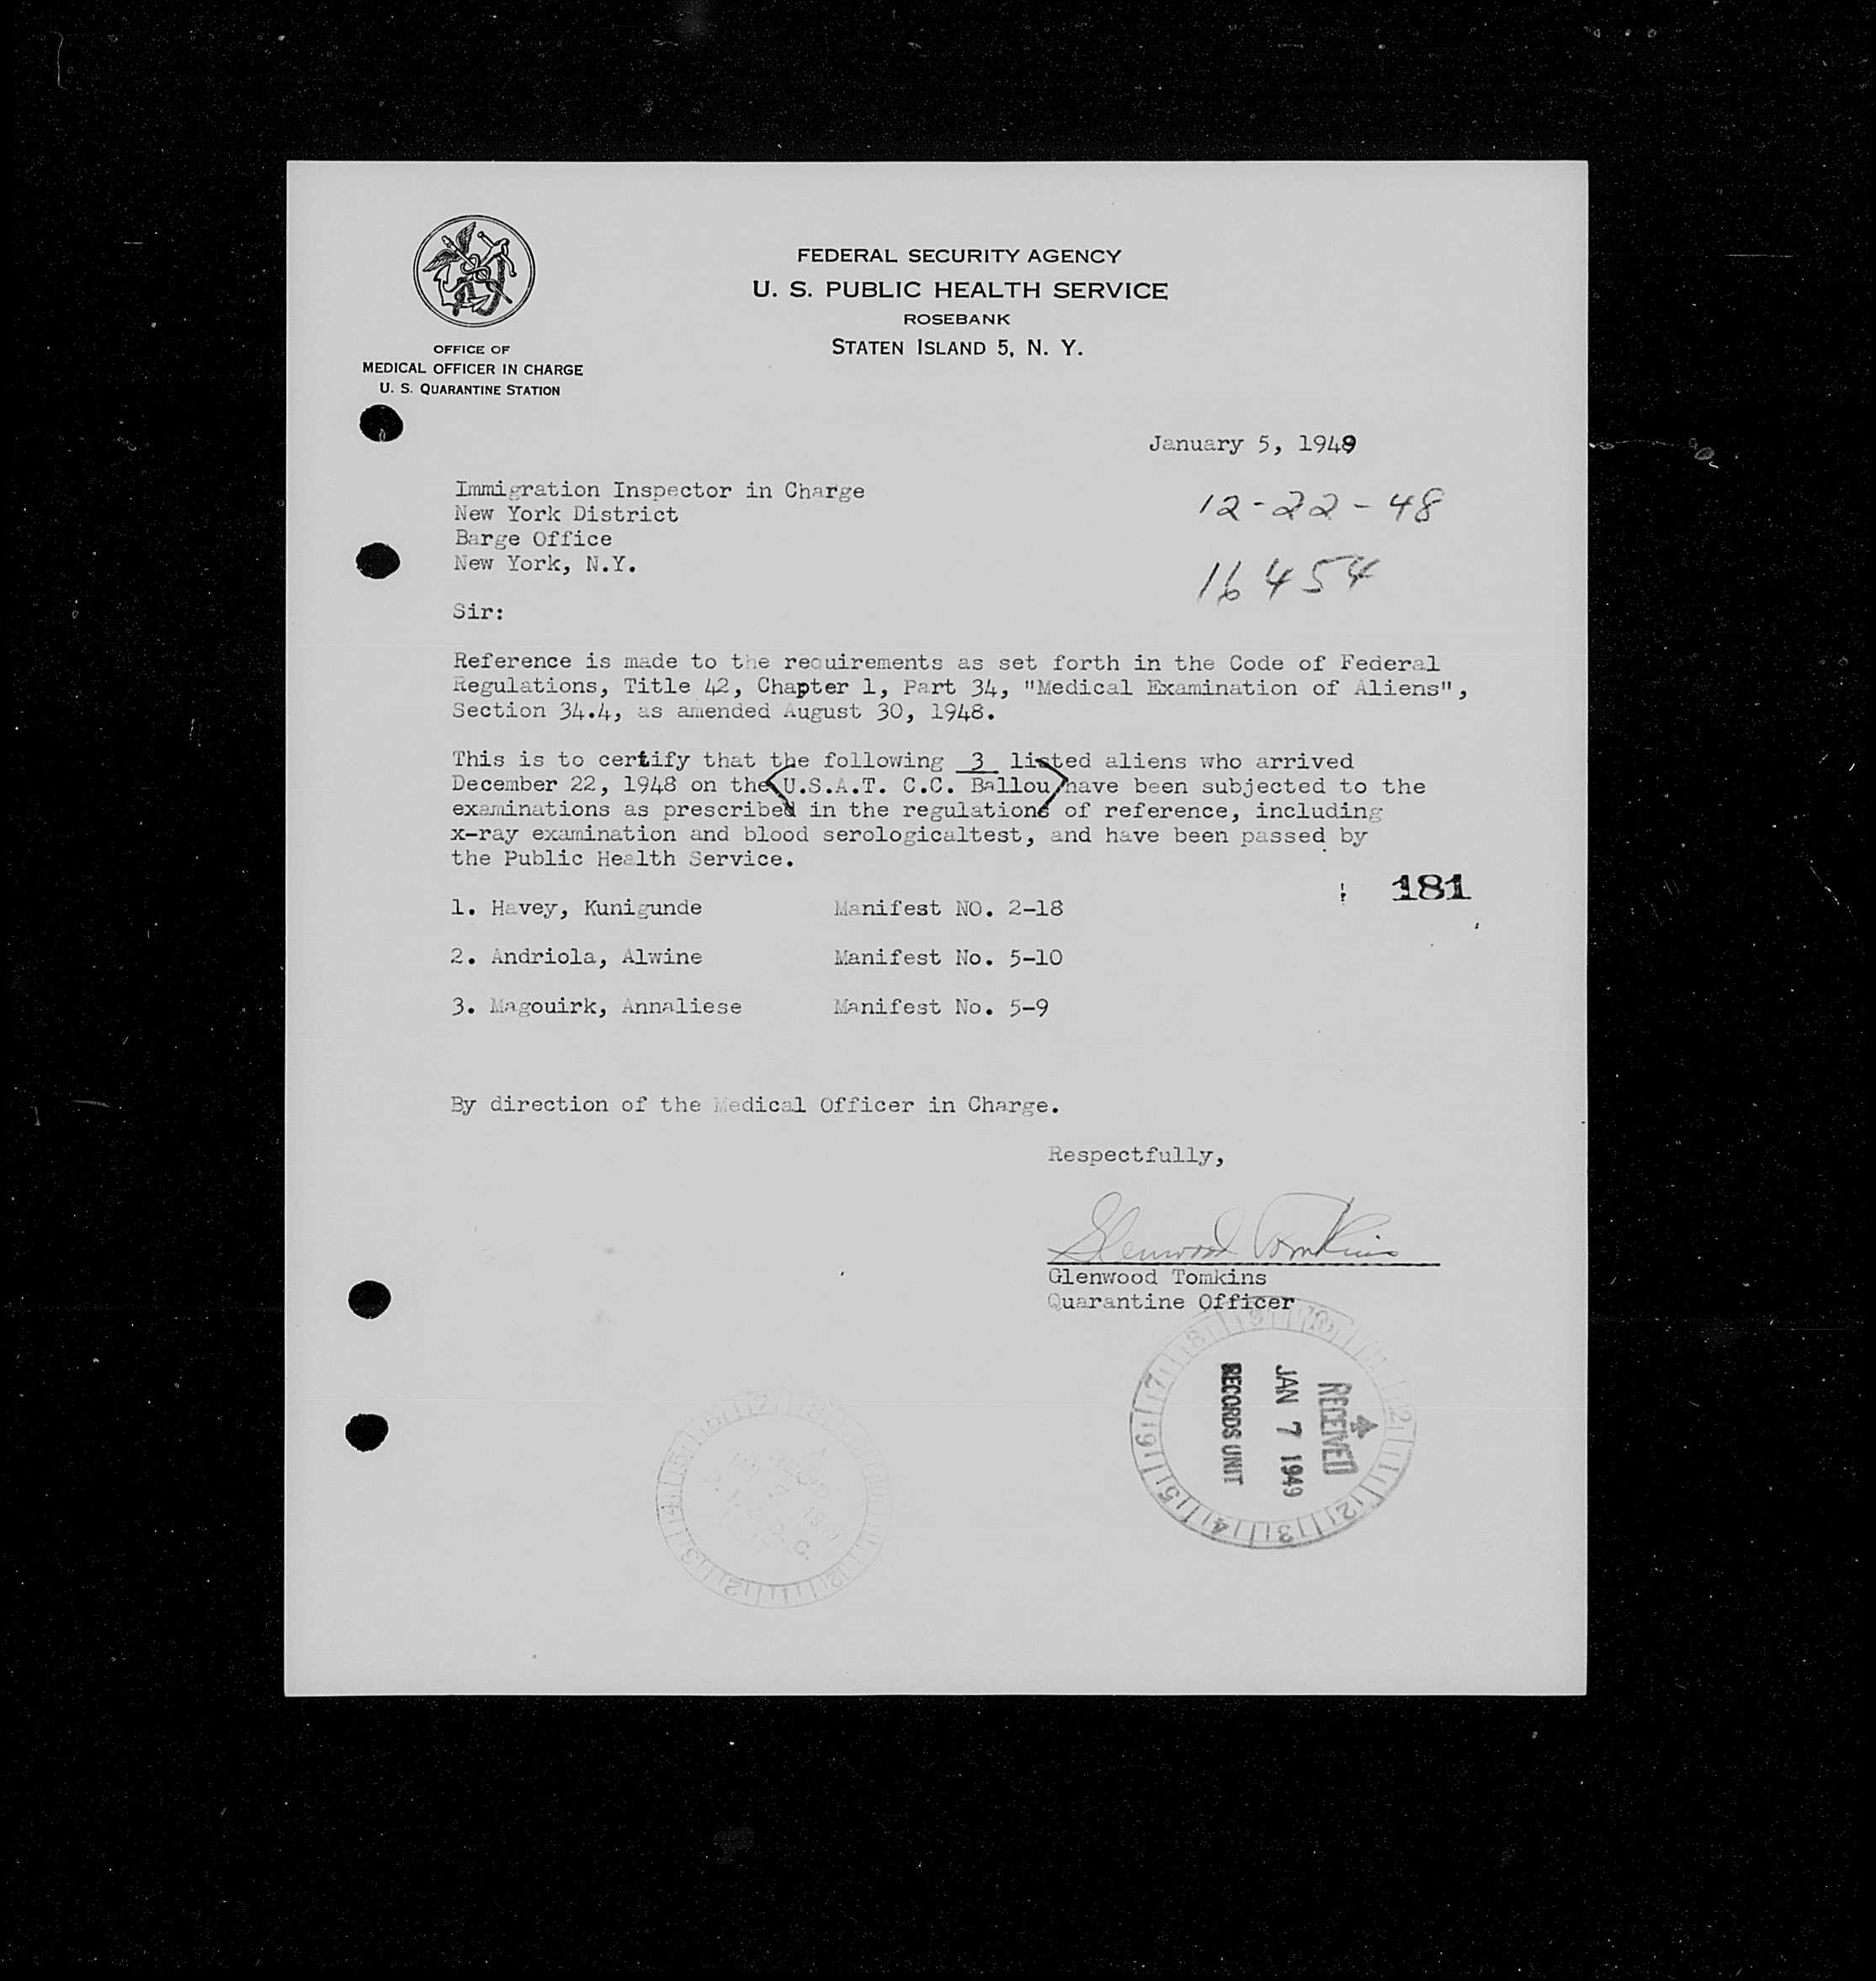 FEDERAL SECURITY AGENCY
U. S. PUBLIC HEALTH SERVICE
ROSEBANK
STATEN ISLAND 5, N. Y.
OFFICE OF
MEDICAL OFFICER IN CHARGE
U. S. QUARANTINE STATION
January 5, 1949
12-22-48
16454
Immigration Inspector in Charge
New York District
Barge Office
New York, N.Y.
Sir:
Reference is made to the requirements as set forth in the Code of Federal
Regulations, Title 42, Chapter 1, Part 34, "Medical Examination of Aliens",
Section 34.4, as amended August 30, 1948.
This is to certify that the following 3 listed aliens who arrived
December 22, 1948 on the U.S.A.T. C.C. Ballou have been subjected to the
examinations as prescribed in the regulations of reference, including
x-ray examination and blood serologicaltest, and have been passed by
the Public Health Service.
181
1. Havey, Kunigunde Manifest NO. 2-18
2. Andriola, Alwine Manifest No. 5-10
3. Magouirk, Annaliese Manifest No. 5-9
By direction of the Medical Officer in Charge.
Respectfully,
Glenwood Tomkins
Glenwood Tomkins
Quarantine Officer
RECEIVED
JAN 7 1949
RECORDS UNIT